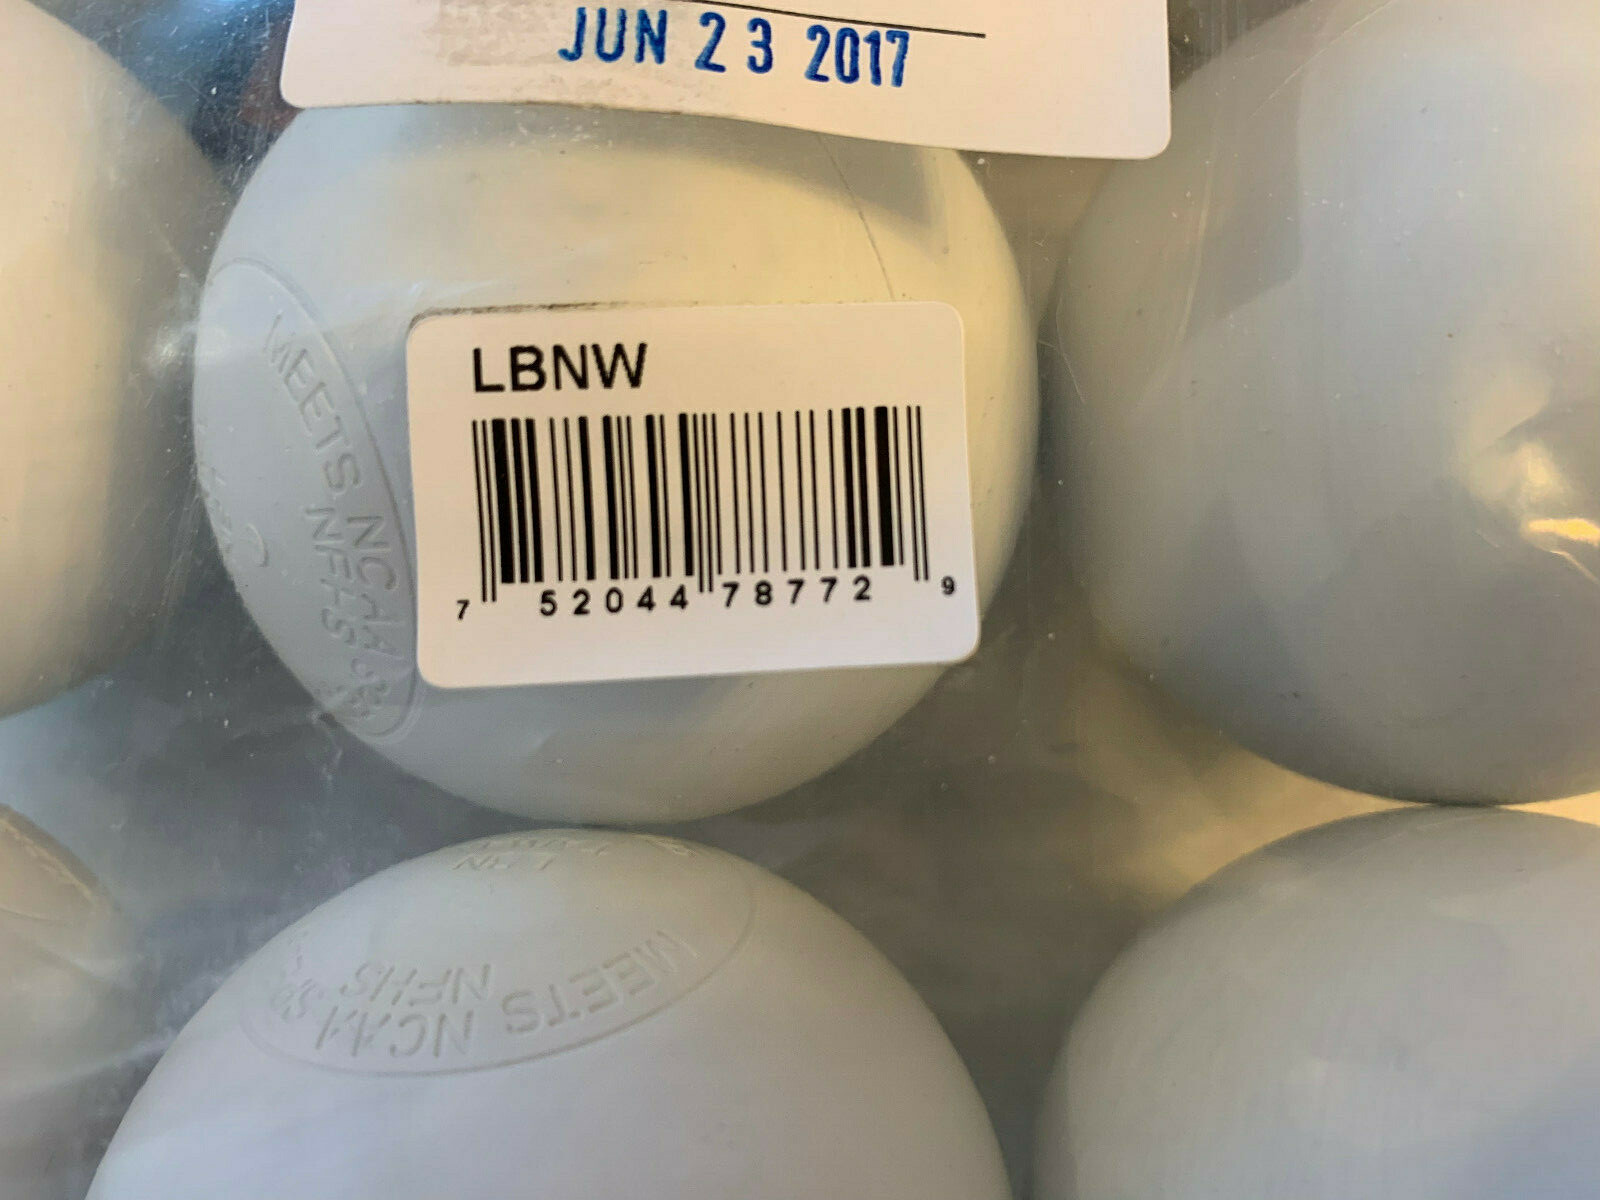 JUN 23 2017
LBNW
7 52044 78772 9
MEETS NCAA &
NFHS
MEETS NCAA &
NFHS